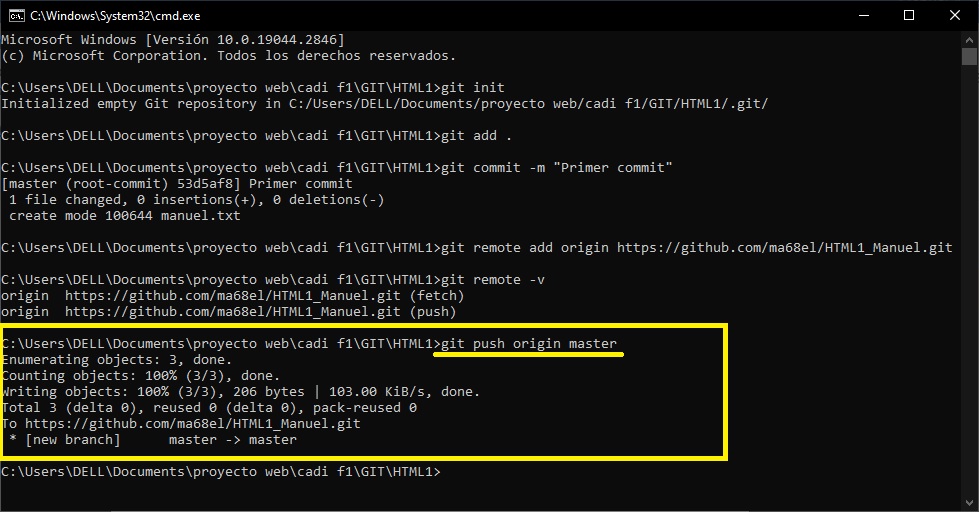 C:\Windows\System32\cmd.exe
Microsoft Windows [Versión 10.0.19044.2846]
(c) Microsoft Corporation. Todos los derechos reservados.
C:\Users\DELL\Documents\proyecto web\cadi f1\GIT\HTML1>git init
Initialized empty Git repository in C:/Users/DELL/Documents/proyecto web/cadi f1/GIT/HTML1/.git/
C:\Users\DELL\Documents\proyecto web\cadi f1\GIT\HTML1>git add .
C:\Users\DELL\Documents\proyecto web\cadi f1\GIT\HTML1>git commit -m "Primer commit"
[master (root-commit) 53d5af8] Primer commit
 1 file changed, 0 insertions(+), 0 deletions(-)
 create mode 100644 manuel.txt
C:\Users\DELL\Documents\proyecto web\cadi f1\GIT\HTML1>git remote add origin https://github.com/ma68el/HTML1_Manuel.git
C:\Users\DELL\Documents\proyecto web\cadi f1\GIT\HTML1>git remote -v
origin  https://github.com/ma68el/HTML1_Manuel.git (fetch)
origin  https://github.com/ma68el/HTML1_Manuel.git (push)
C:\Users\DELL\Documents\proyecto web\cadi f1\GIT\HTML1>git push origin master
Enumerating objects: 3, done.
Counting objects: 100% (3/3), done.
Writing objects: 100% (3/3), 206 bytes | 103.00 KiB/s, done.
Total 3 (delta 0), reused 0 (delta 0), pack-reused 0
To https://github.com/ma68el/HTML1_Manuel.git
 * [new branch]      master -> master
C:\Users\DELL\Documents\proyecto web\cadi f1\GIT\HTML1>